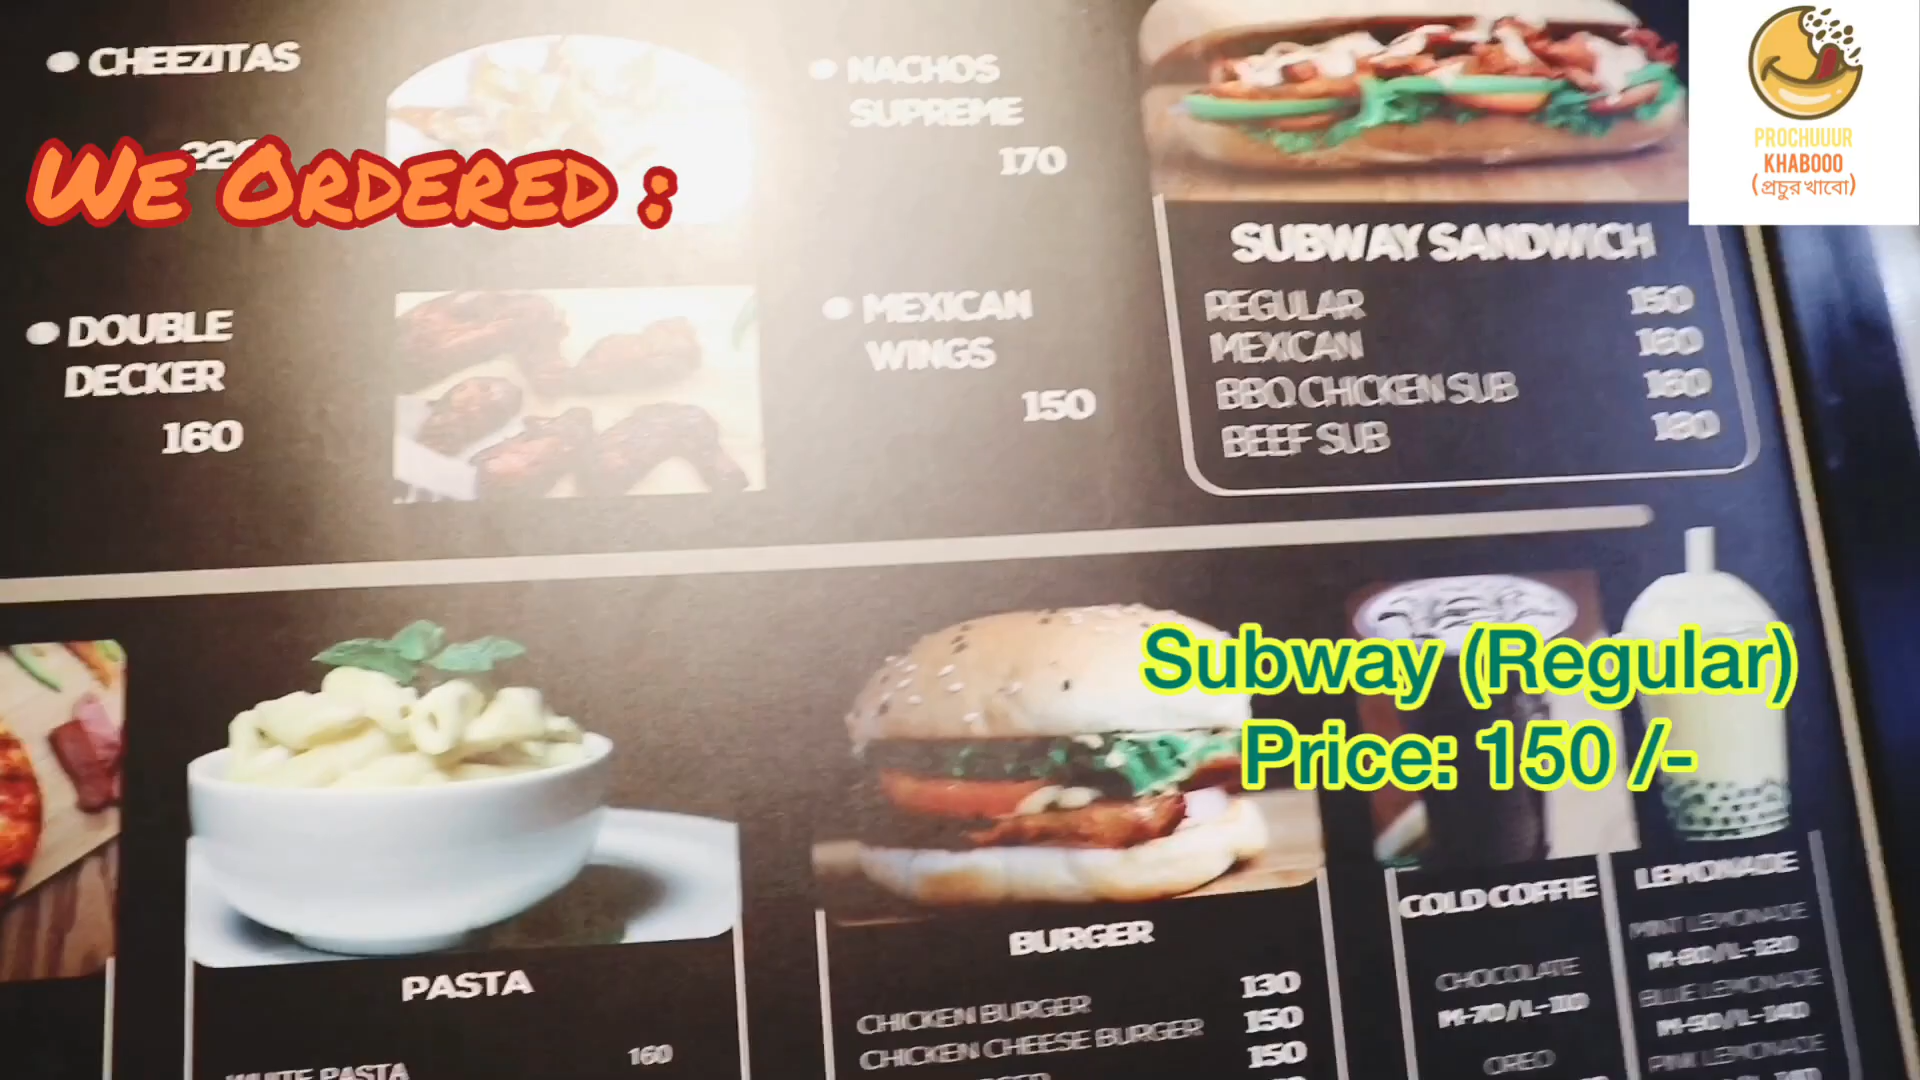 CHEEZITAS
We Ordered :
DOUBLE
DECKER
160
NACHOS
SUPREME
170
MEXICAN
WINGS
150
SUBWAY SANDWICH
REGULAR 150
MEXICAN 160
BBQ CHICKEN SUB 160
BEEF SUB 180
PROCHUUUR
KHABOOO
(প্রচুর খাবো)
Subway (Regular)
Price: 150 /-
PASTA
WHITE PASTA 160
BURGER
CHICKEN BURGER 130
CHICKEN CHEESE BURGER 150
150
COLD COFFIE
CHOCOLATE
M-70/L-110
OREO
LEMONADE
MINT LEMONADE
M-80/L-120
BLUE LEMONADE
M-90/L-140
PINK LEMONADE